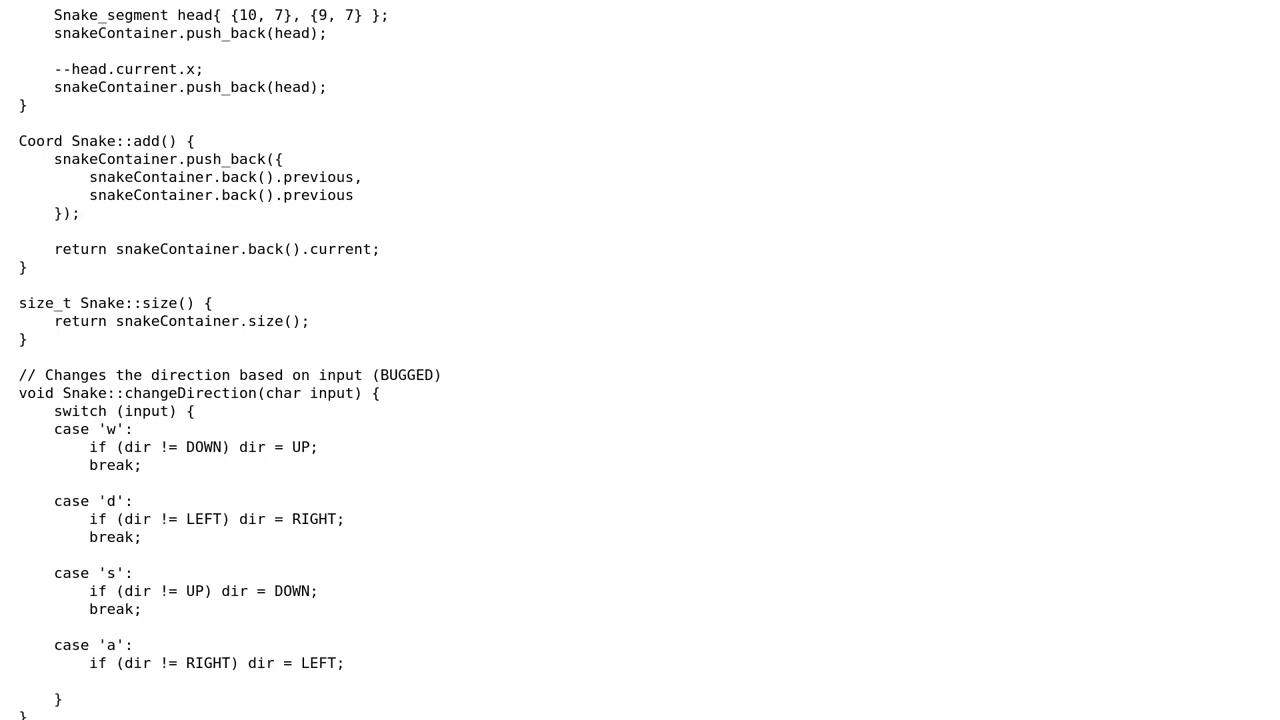 Snake_segment head{ {10, 7}, {9, 7} };
    snakeContainer.push_back(head);

    --head.current.x;
    snakeContainer.push_back(head);
}

Coord Snake::add() {
    snakeContainer.push_back({
        snakeContainer.back().previous,
        snakeContainer.back().previous
    });

    return snakeContainer.back().current;
}

size_t Snake::size() {
    return snakeContainer.size();
}

// Changes the direction based on input (BUGGED)
void Snake::changeDirection(char input) {
    switch (input) {
    case 'w':
        if (dir != DOWN) dir = UP;
        break;

    case 'd':
        if (dir != LEFT) dir = RIGHT;
        break;

    case 's':
        if (dir != UP) dir = DOWN;
        break;

    case 'a':
        if (dir != RIGHT) dir = LEFT;

    }
}